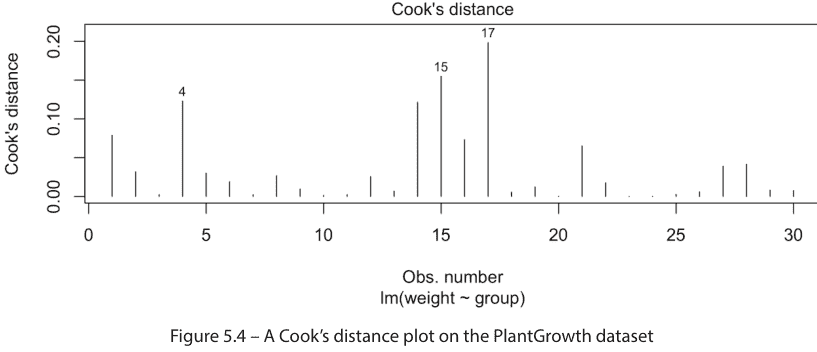 Cook's distance
Cook's distance
0.20
0.10
0.00
4
15
17
0 5 10 15 20 25 30
Obs. number
lm(weight ~ group)
Figure 5.4 – A Cook’s distance plot on the PlantGrowth dataset